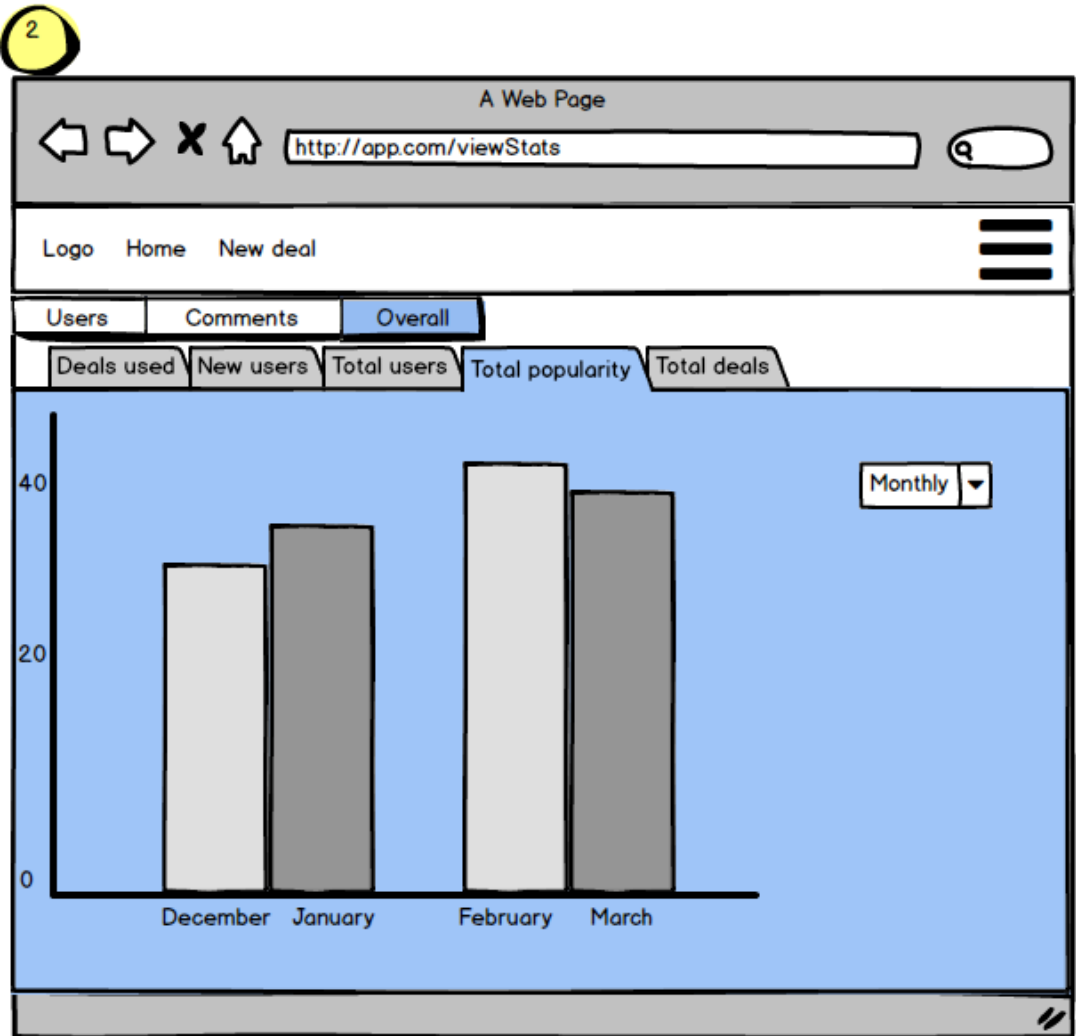 2
A Web Page
http://app.com/viewStats
Logo Home New deal
Users Comments Overall
Deals used New users Total users Total popularity Total deals
40
Monthly
20
0
December January February March